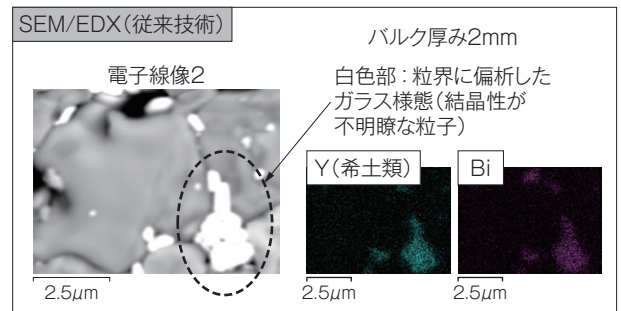 SEM/EDX(従来技術)
バルク厚み2mm
電子線像2
白色部:粒界に偏析した
ガラス様態(結晶性が
不明瞭な粒子)
Y(希土類)
Bi
2.5μm
2.5μm
2.5μm